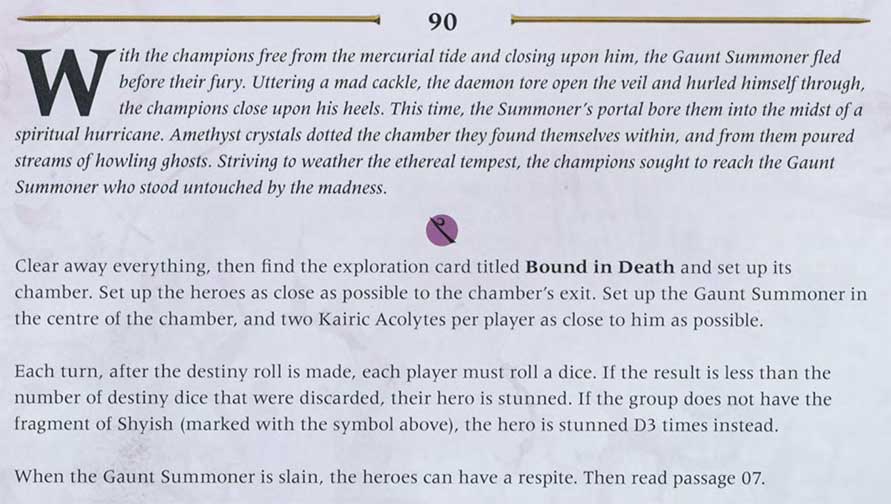 90
With the champions free from the mercurial tide and closing upon him, the Gaunt Summoner fled
before their fury. Uttering a mad cackle, the daemon tore open the veil and hurled himself through,
the champions close upon his heels. This time, the Summoner's portal bore them into the midst of a
spiritual hurricane. Amethyst crystals dotted the chamber they found themselves within, and from them poured
streams of howling ghosts. Striving to weather the ethereal tempest, the champions sought to reach the Gaunt
Summoner who stood untouched by the madness.
Clear away everything, then find the exploration card titled Bound in Death and set up its
chamber. Set up the heroes as close as possible to the chamber's exit. Set up the Gaunt Summoner in
the centre of the chamber, and two Kairic Acolytes per player as close to him as possible.
Each turn, after the destiny roll is made, each player must roll a dice. If the result is less than the
number of destiny dice that were discarded, their hero is stunned. If the group does not have the
fragment of Shyish (marked with the symbol above), the hero is stunned D3 times instead.
When the Gaunt Summoner is slain, the heroes can have a respite. Then read passage 07.